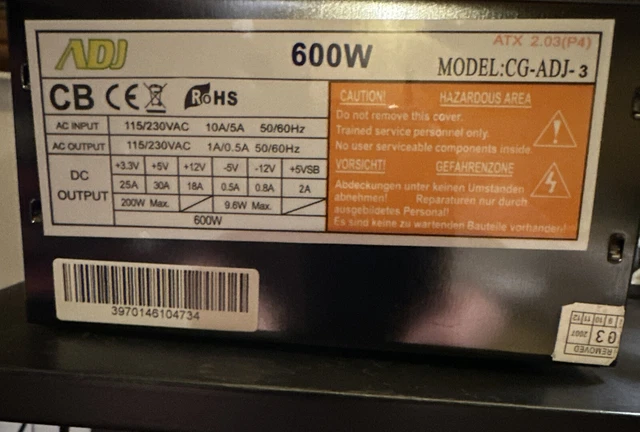 ADJ
600W
ATX 2.03(P4)
MODEL:CG-ADJ-3
CB CE RoHS
AC INPUT 115/230VAC 10A/5A 50/60Hz
AC OUTPUT 115/230VAC 1A/0.5A 50/60Hz
DC OUTPUT
+3.3V +5V +12V -5V -12V +5VSB
25A 30A 18A 0.5A 0.8A 2A
200W Max. 9.6W Max.
600W
CAUTION! HAZARDOUS AREA
Do not remove this cover.
Trained service personnel only.
No user serviceable components inside.
VORSICHT! GEFAHRENZONE
Abdeckungen unter keinen Umständen
abnehmen! Reparaturen nur durch
ausgebildetes Personal!
Es sind keine zu wartenden Bauteile vorhanden!
3970146104734
REMOVED
03 2007
9 10 11 12